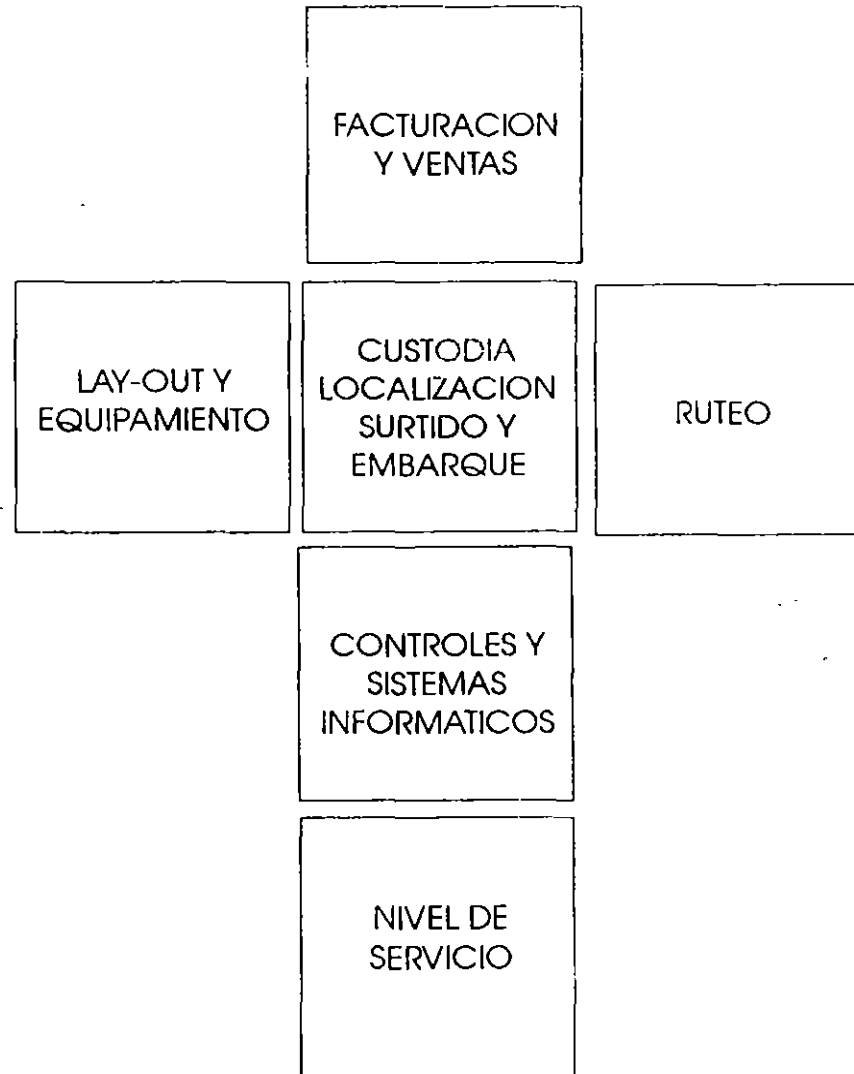 FACTURACION
Y VENTAS
LAY-OUT Y
EQUIPAMIENTO
CUSTODIA
LOCALIZACION
SURTIDO Y
EMBARQUE
RUTEO
CONTROLES Y
SISTEMAS
INFORMATICOS
NIVEL DE
SERVICIO